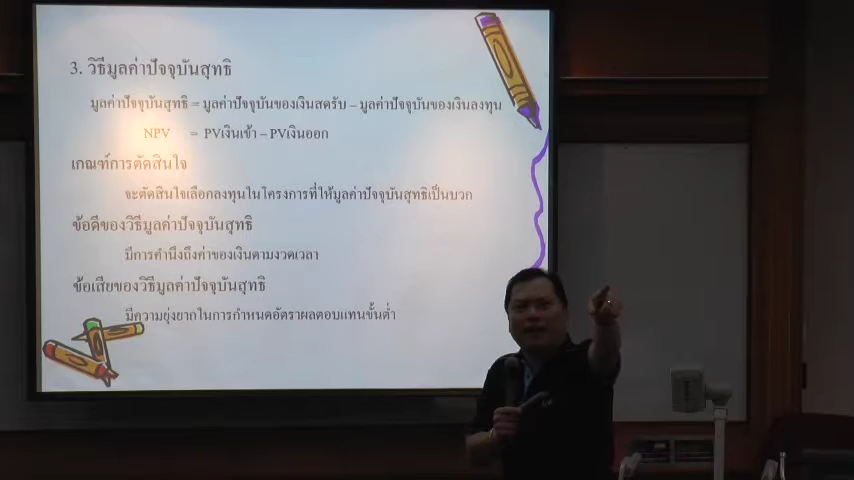 3. วิธีมูลค่าปัจจุบันสุทธิ
มูลค่าปัจจุบันสุทธิ = มูลค่าปัจจุบันของเงินสดรับ – มูลค่าปัจจุบันของเงินลงทุน
NPV = PVเงินเข้า – PVเงินออก
เกณฑ์การตัดสินใจ
จะตัดสินใจเลือกลงทุนในโครงการที่ให้มูลค่าปัจจุบันสุทธิเป็นบวก
ข้อดีของวิธีมูลค่าปัจจุบันสุทธิ
มีการคำนึงถึงค่าของเงินตามงวดเวลา
ข้อเสียของวิธีมูลค่าปัจจุบันสุทธิ
มีความยุ่งยากในการกำหนดอัตราผลตอบแทนขั้นต่ำ